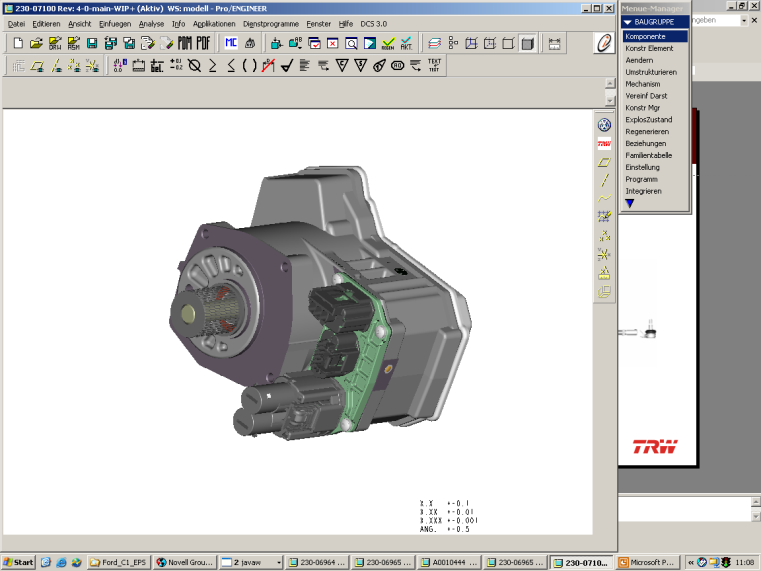 230-07100 Rev: 4-0-main-WIP+ (Aktiv) WS: modell - Pro/ENGINEER
Datei Editieren Ansicht Einfuegen Analyse Info Applikationen Dienstprogramme Fenster Hilfe DCS 3.0
DRW ASM PDM PDF MC REGEN AKT.
TEXT
TEXT
Menue-Manager
BAUGRUPPE
Komponente
Konstr Element
Aendern
Umstrukturieren
Mechanism
Vereinf Darst
Konstr Mgr
ExplosZustand
Regenerieren
Beziehungen
Familientabelle
Einstellung
Programm
Integrieren
ngeben
TRW
TRW
X.X +-0.1
X.XX +-0.01
X.XXX +-0.001
ANG. +-0.5
Start
Ford_C1_EPS
Novell Grou...
2 javaw
230-06964 ...
230-06965 ...
A0010444 ...
230-06965 ...
230-0710...
Microsoft P...
11:08